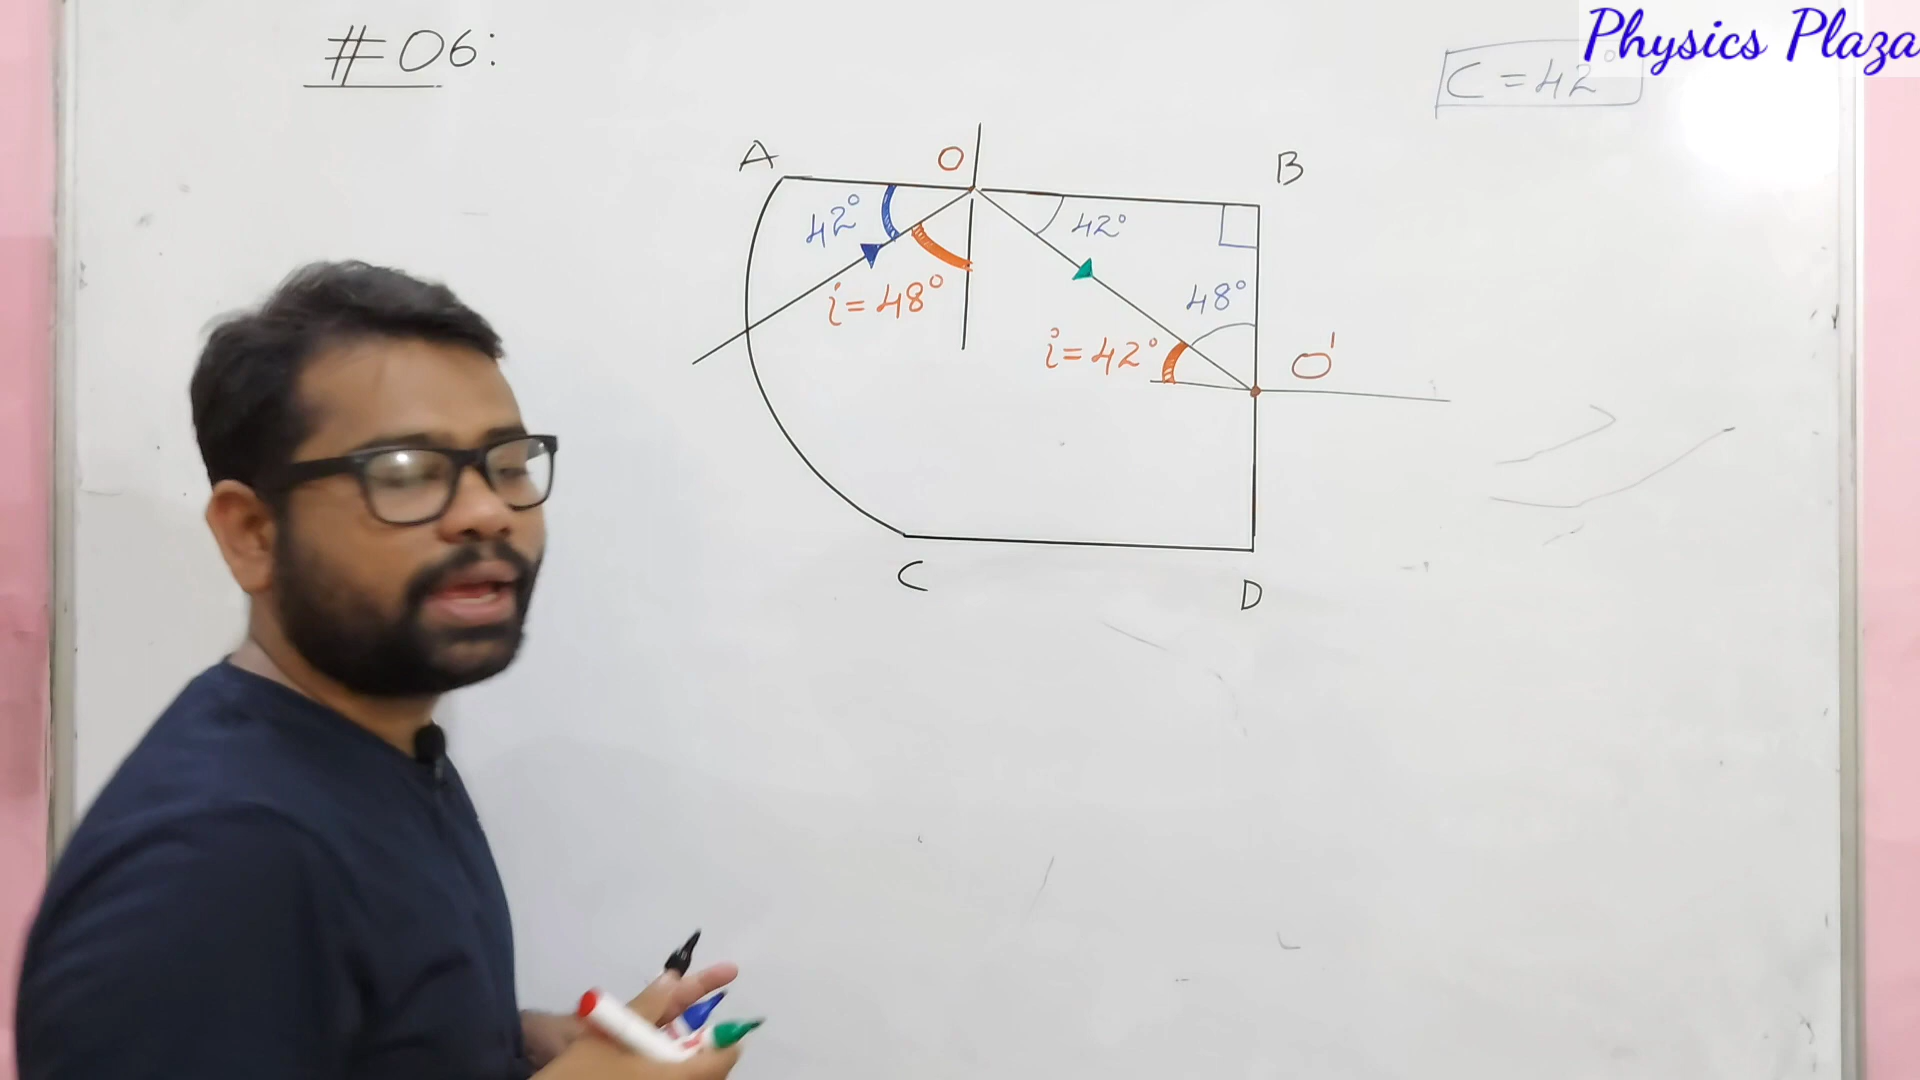 Physics Plaza
#06:
C = 42°
A
O
B
42°
42°
i = 48°
48°
i = 42°
O'
C
D